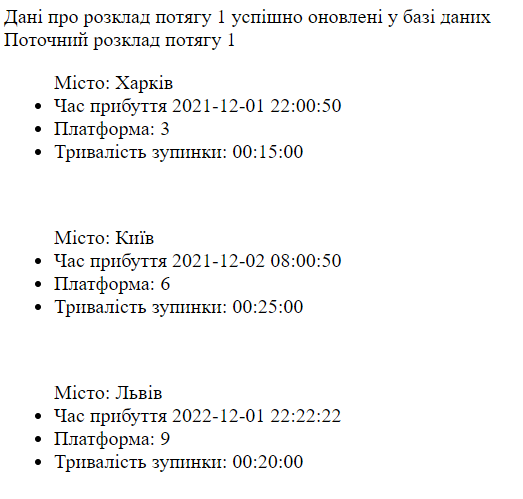 Дані про розклад потягу 1 успішно оновлені у базі даних
Поточний розклад потягу 1
Місто: Харків
Час прибуття 2021-12-01 22:00:50
Платформа: 3
Тривалість зупинки: 00:15:00
Місто: Київ
Час прибуття 2021-12-02 08:00:50
Платформа: 6
Тривалість зупинки: 00:25:00
Місто: Львів
Час прибуття 2022-12-01 22:22:22
Платформа: 9
Тривалість зупинки: 00:20:00